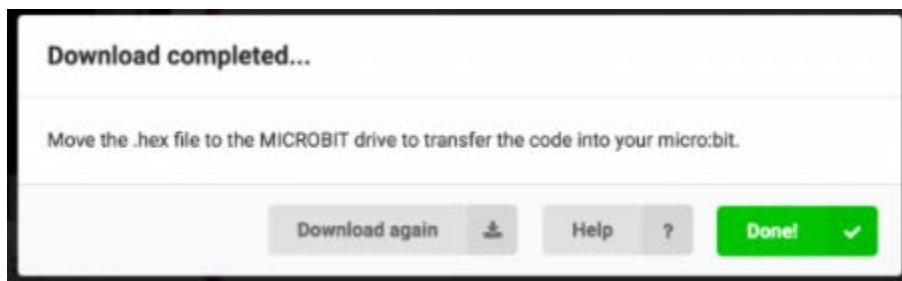 Download completed...
Move the .hex file to the MICROBIT drive to transfer the code into your micro:bit.
Download again
Help ?
Done!